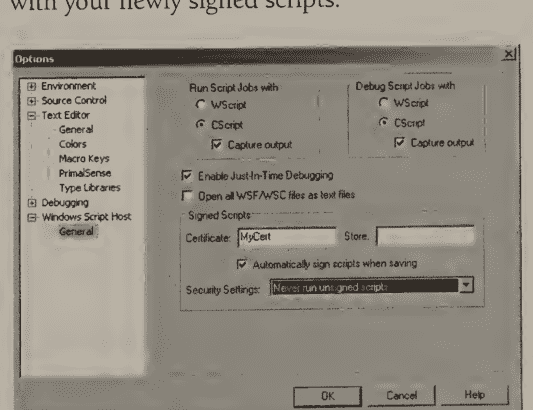 with your newly signed scripts.
Options
Environment
Source Control
Text Editor
General
Colors
Macro Keys
PrimalSense
Type Libraries
Debugging
Windows Script Host
General
Run Script Jobs with
WScript
CScript
Capture output
Debug Script Jobs with
WScript
CScript
Capture output
Enable Just-In-Time Debugging
Open all WSF/WSC files as text files
Signed Scripts
Certificate: MyCert Store:
Automatically sign scripts when saving
Security Settings: Never run unsigned scripts
OK Cancel Help